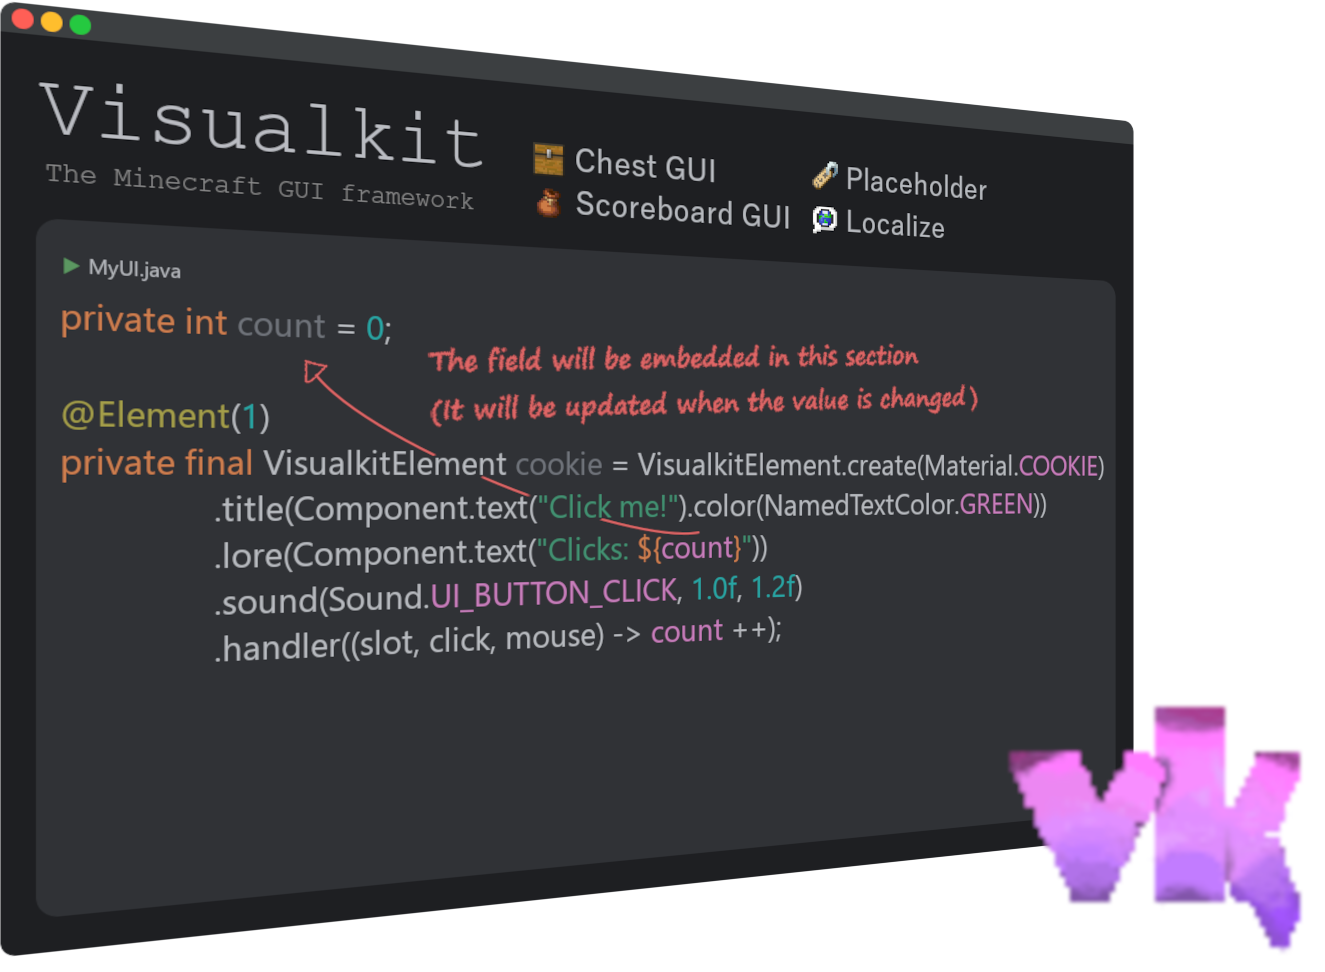 Visualkit
The Minecraft GUI framework
Chest GUI
Scoreboard GUI
Placeholder
Localize
MyUI.java
private int count = 0;
The field will be embedded in this section
(It will be updated when the value is changed)
@Element(1)
private final VisualkitElement cookie = VisualkitElement.create(Material.COOKIE)
.title(Component.text("Click me!").color(NamedTextColor.GREEN))
.lore(Component.text("Clicks: ${count}"))
.sound(Sound.UI_BUTTON_CLICK, 1.0f, 1.2f)
.handler((slot, click, mouse) -> count ++);
vk